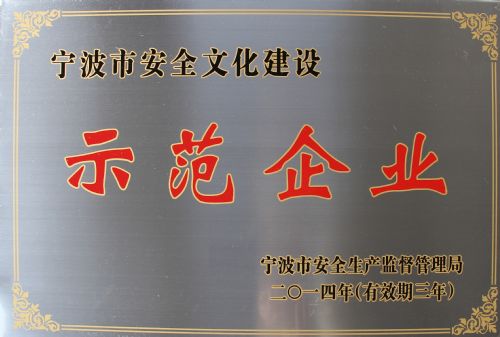 宁波市安全文化建设
示范企业
宁波市安全生产监督管理局
二〇一四年(有效期三年)